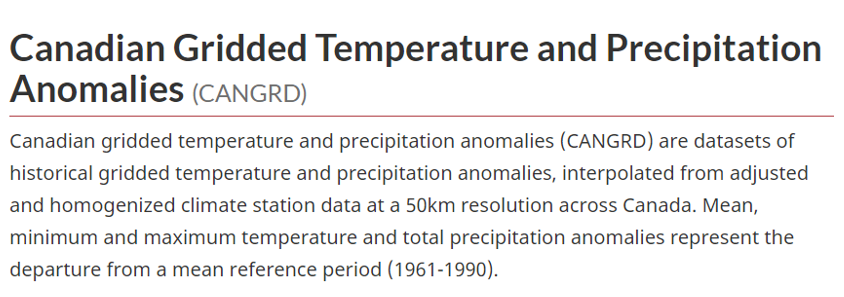 Canadian Gridded Temperature and Precipitation
Anomalies (CANGRD)
Canadian gridded temperature and precipitation anomalies (CANGRD) are datasets of
historical gridded temperature and precipitation anomalies, interpolated from adjusted
and homogenized climate station data at a 50km resolution across Canada. Mean,
minimum and maximum temperature and total precipitation anomalies represent the
departure from a mean reference period (1961-1990).